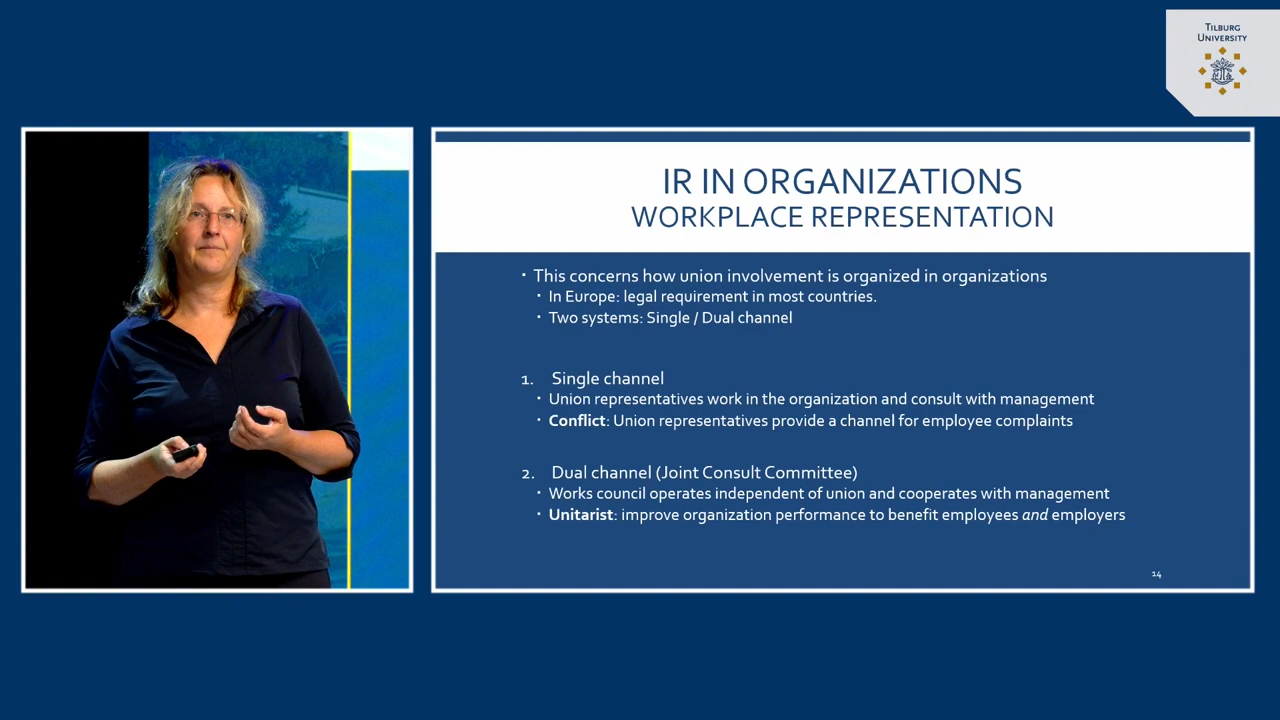 TILBURG
UNIVERSITY
IR IN ORGANIZATIONS
WORKPLACE REPRESENTATION
▪ This concerns how union involvement is organized in organizations
▪ In Europe: legal requirement in most countries.
▪ Two systems: Single / Dual channel
1. Single channel
▪ Union representatives work in the organization and consult with management
▪ Conflict: Union representatives provide a channel for employee complaints
2. Dual channel (Joint Consult Committee)
▪ Works council operates independent of union and cooperates with management
▪ Unitarist: improve organization performance to benefit employees and employers
14